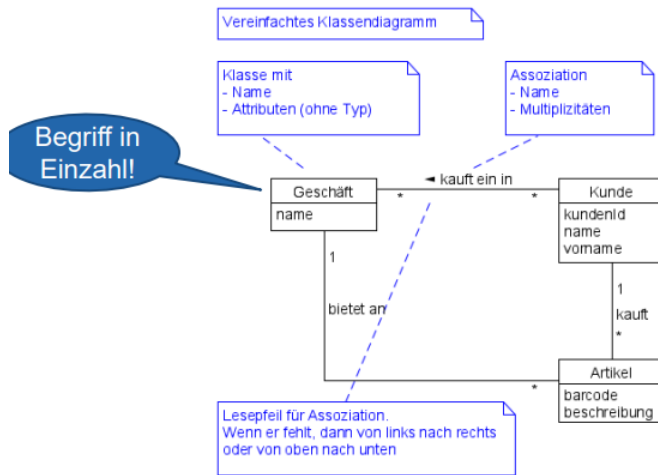 Vereinfachtes Klassendiagramm
Klasse mit
- Name
- Attributen (ohne Typ)
Assoziation
- Name
- Multiplizitäten
Begriff in
Einzahl!
Geschäft
name
◄ kauft ein in
*
*
Kunde
kundenId
name
vorname
1
bietet an
*
1
kauft
*
Artikel
barcode
beschreibung
Lesepfeil für Assoziation.
Wenn er fehlt, dann von links nach rechts
oder von oben nach unten